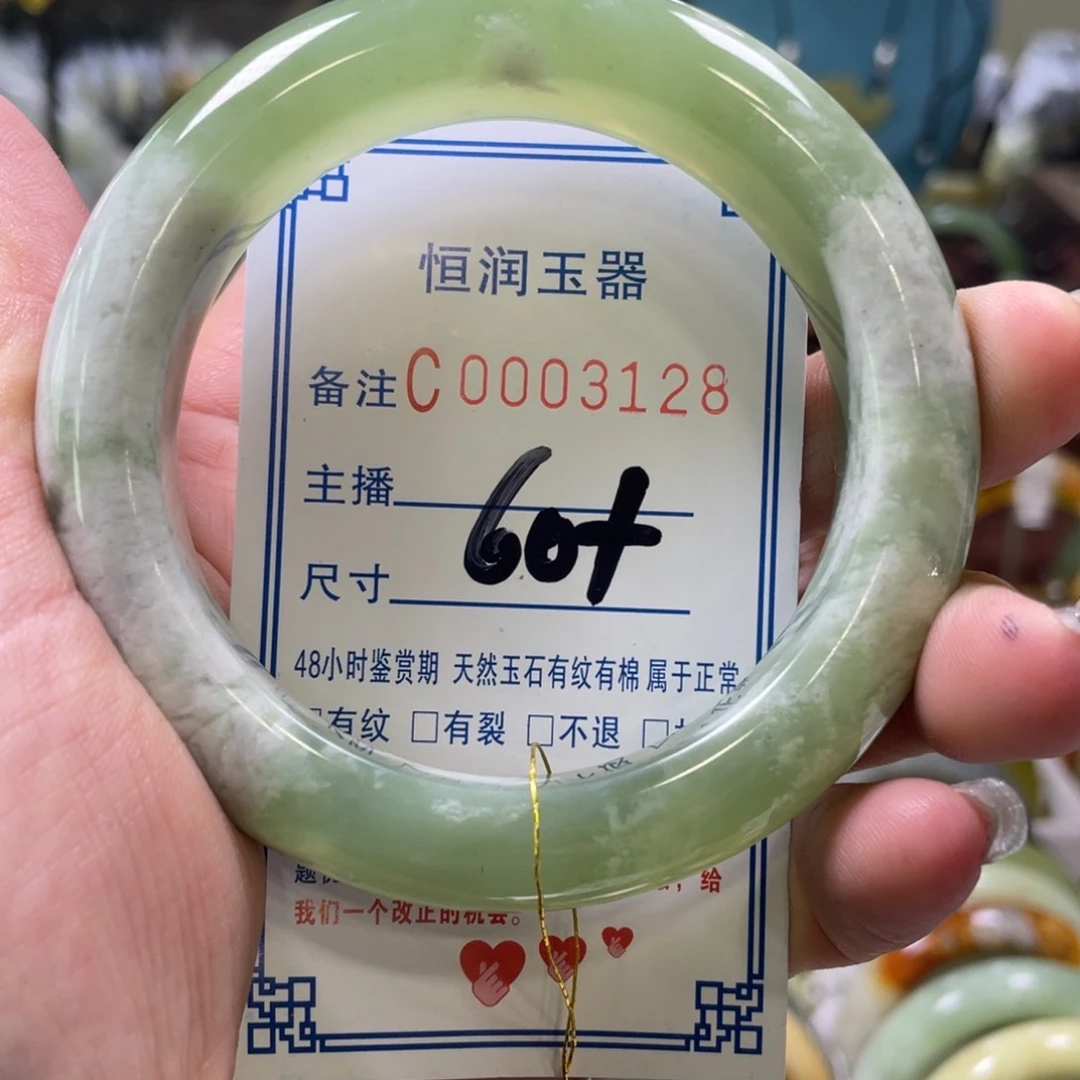 恒润玉器
备注C0003128
主播
尺寸 60+
48小时鉴赏期 天然玉石有纹有棉属于正常
有纹 □有裂 □不退 □
题 给
我们一个改正的机会。